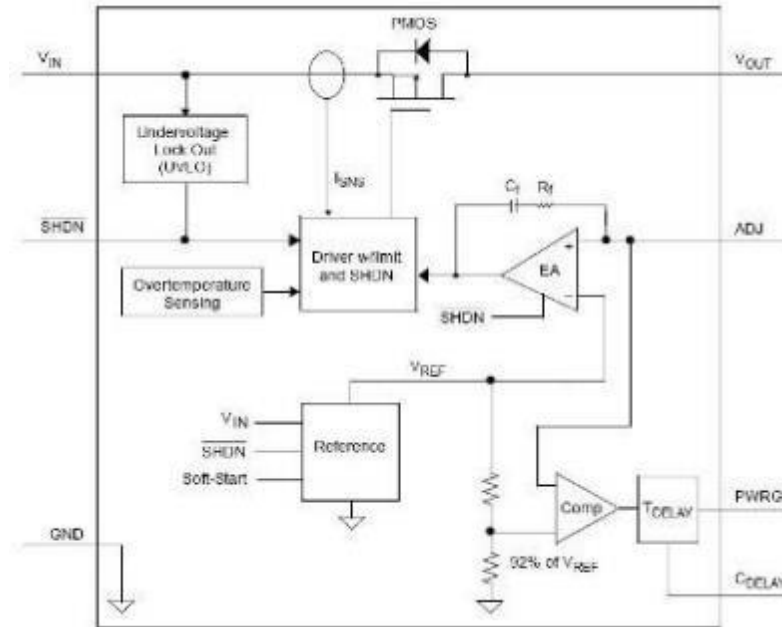 PMOS
VIN
VOUT
Undervoltage
Lock Out
(UVLO)
ISNS
Cf
Rf
SHDN
ADJ
Driver w/limit
and SHDN
+
EA
−
Overtemperature
Sensing
SHDN
VREF
VIN
SHDN
Soft-Start
Reference
Comp
TDELAY
PWRG
GND
92% of VREF
CDELAY